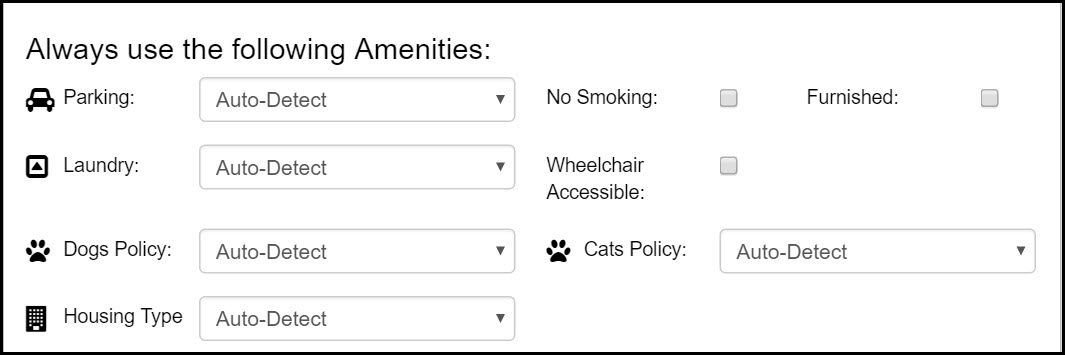 Always use the following Amenities:
Parking: Auto-Detect No Smoking: Furnished:
Laundry: Auto-Detect Wheelchair
Accessible:
Dogs Policy: Auto-Detect Cats Policy: Auto-Detect
Housing Type Auto-Detect